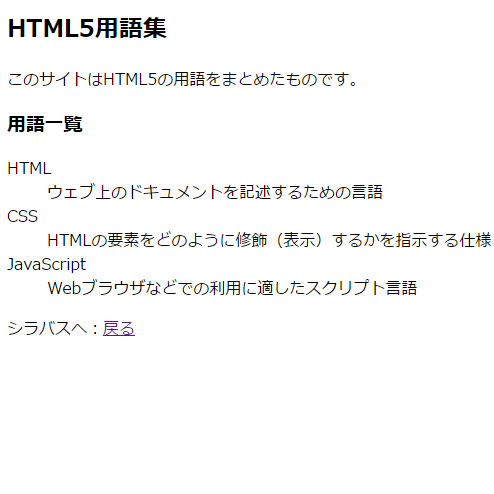 HTML5用語集
このサイトはHTML5の用語をまとめたものです。
用語一覧
HTML
ウェブ上のドキュメントを記述するための言語
CSS
HTMLの要素をどのように修飾（表示）するかを指示する仕様
JavaScript
Webブラウザなどでの利用に適したスクリプト言語
シラバスへ：戻る